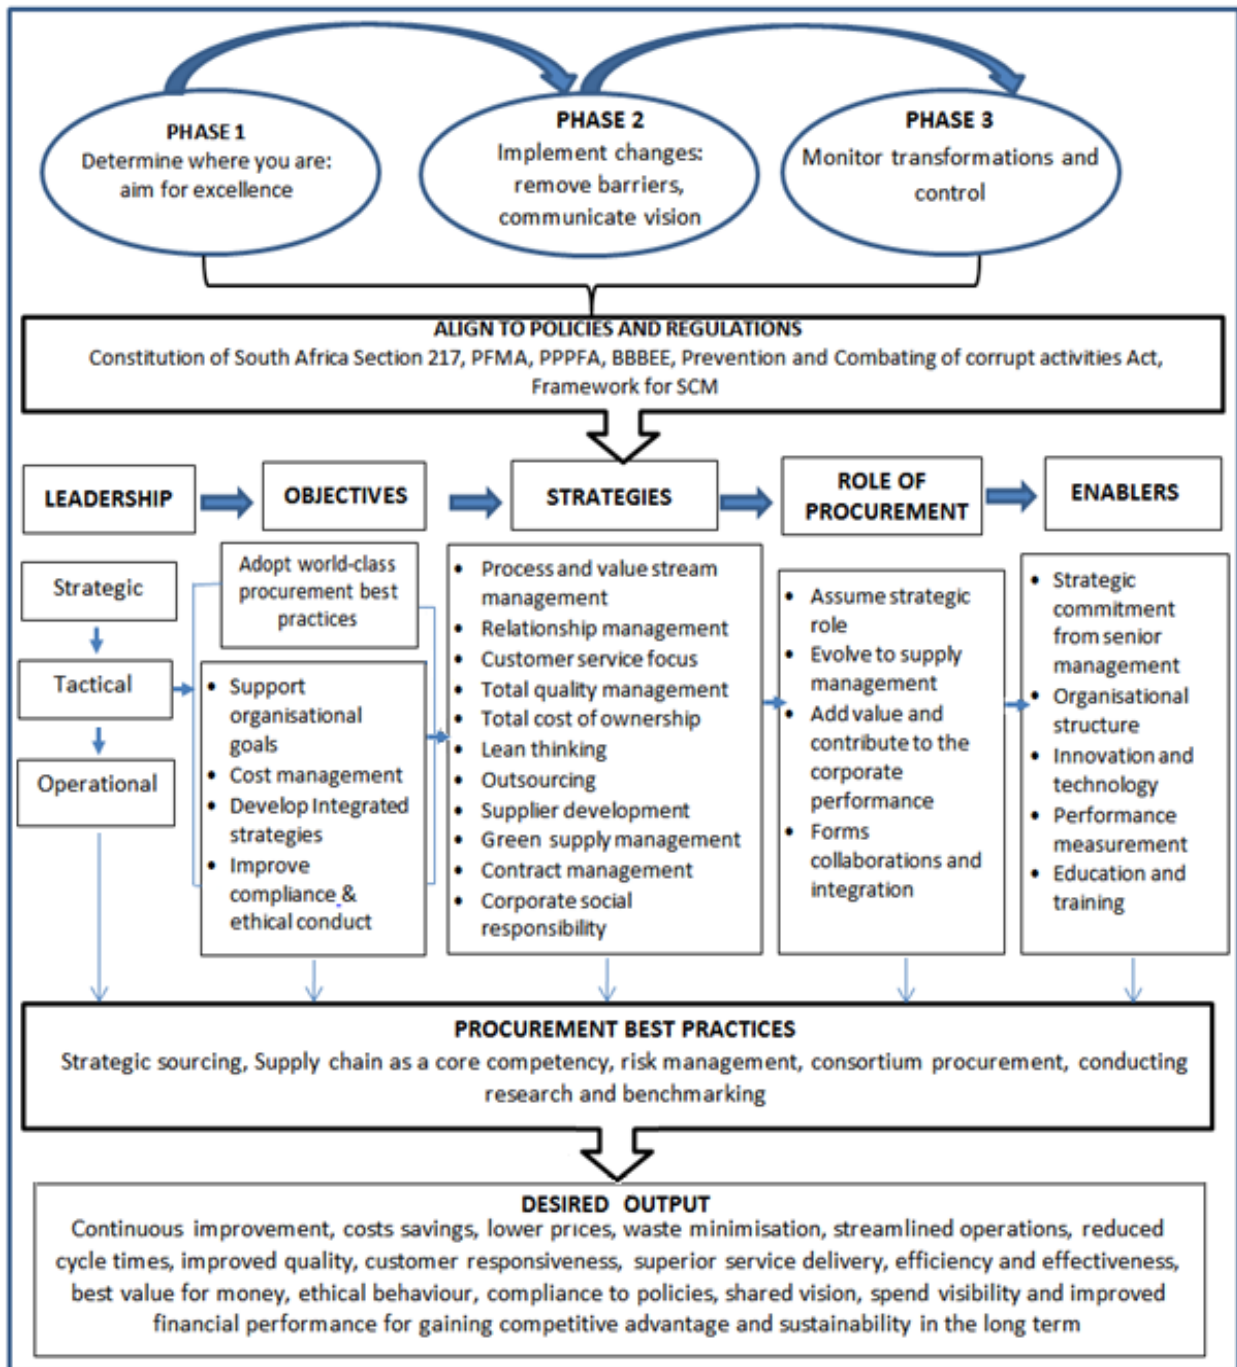 PHASE 1
Determine where you are:
aim for excellence
PHASE 2
Implement changes:
remove barriers,
communicate vision
PHASE 3
Monitor transformations and
control
ALIGN TO POLICIES AND REGULATIONS
Constitution of South Africa Section 217, PFMA, PPPFA, BBBEE, Prevention and Combating of corrupt activities Act,
Framework for SCM
LEADERSHIP
OBJECTIVES
STRATEGIES
ROLE OF
PROCUREMENT
ENABLERS
Strategic
Tactical
Operational
Adopt world-class
procurement best
practices
• Support
organisational
goals
• Cost management
• Develop Integrated
strategies
• Improve
compliance &
ethical conduct
• Process and value stream
management
• Relationship management
• Customer service focus
• Total quality management
• Total cost of ownership
• Lean thinking
• Outsourcing
• Supplier development
• Green supply management
• Contract management
• Corporate social
responsibility
• Assume strategic
role
• Evolve to supply
management
• Add value and
contribute to the
corporate
performance
• Forms
collaborations and
integration
• Strategic
commitment
from senior
management
• Organisational
structure
• Innovation and
technology
• Performance
measurement
• Education and
training
PROCUREMENT BEST PRACTICES
Strategic sourcing, Supply chain as a core competency, risk management, consortium procurement, conducting
research and benchmarking
DESIRED OUTPUT
Continuous improvement, costs savings, lower prices, waste minimisation, streamlined operations, reduced
cycle times, improved quality, customer responsiveness, superior service delivery, efficiency and effectiveness,
best value for money, ethical behaviour, compliance to policies, shared vision, spend visibility and improved
financial performance for gaining competitive advantage and sustainability in the long term